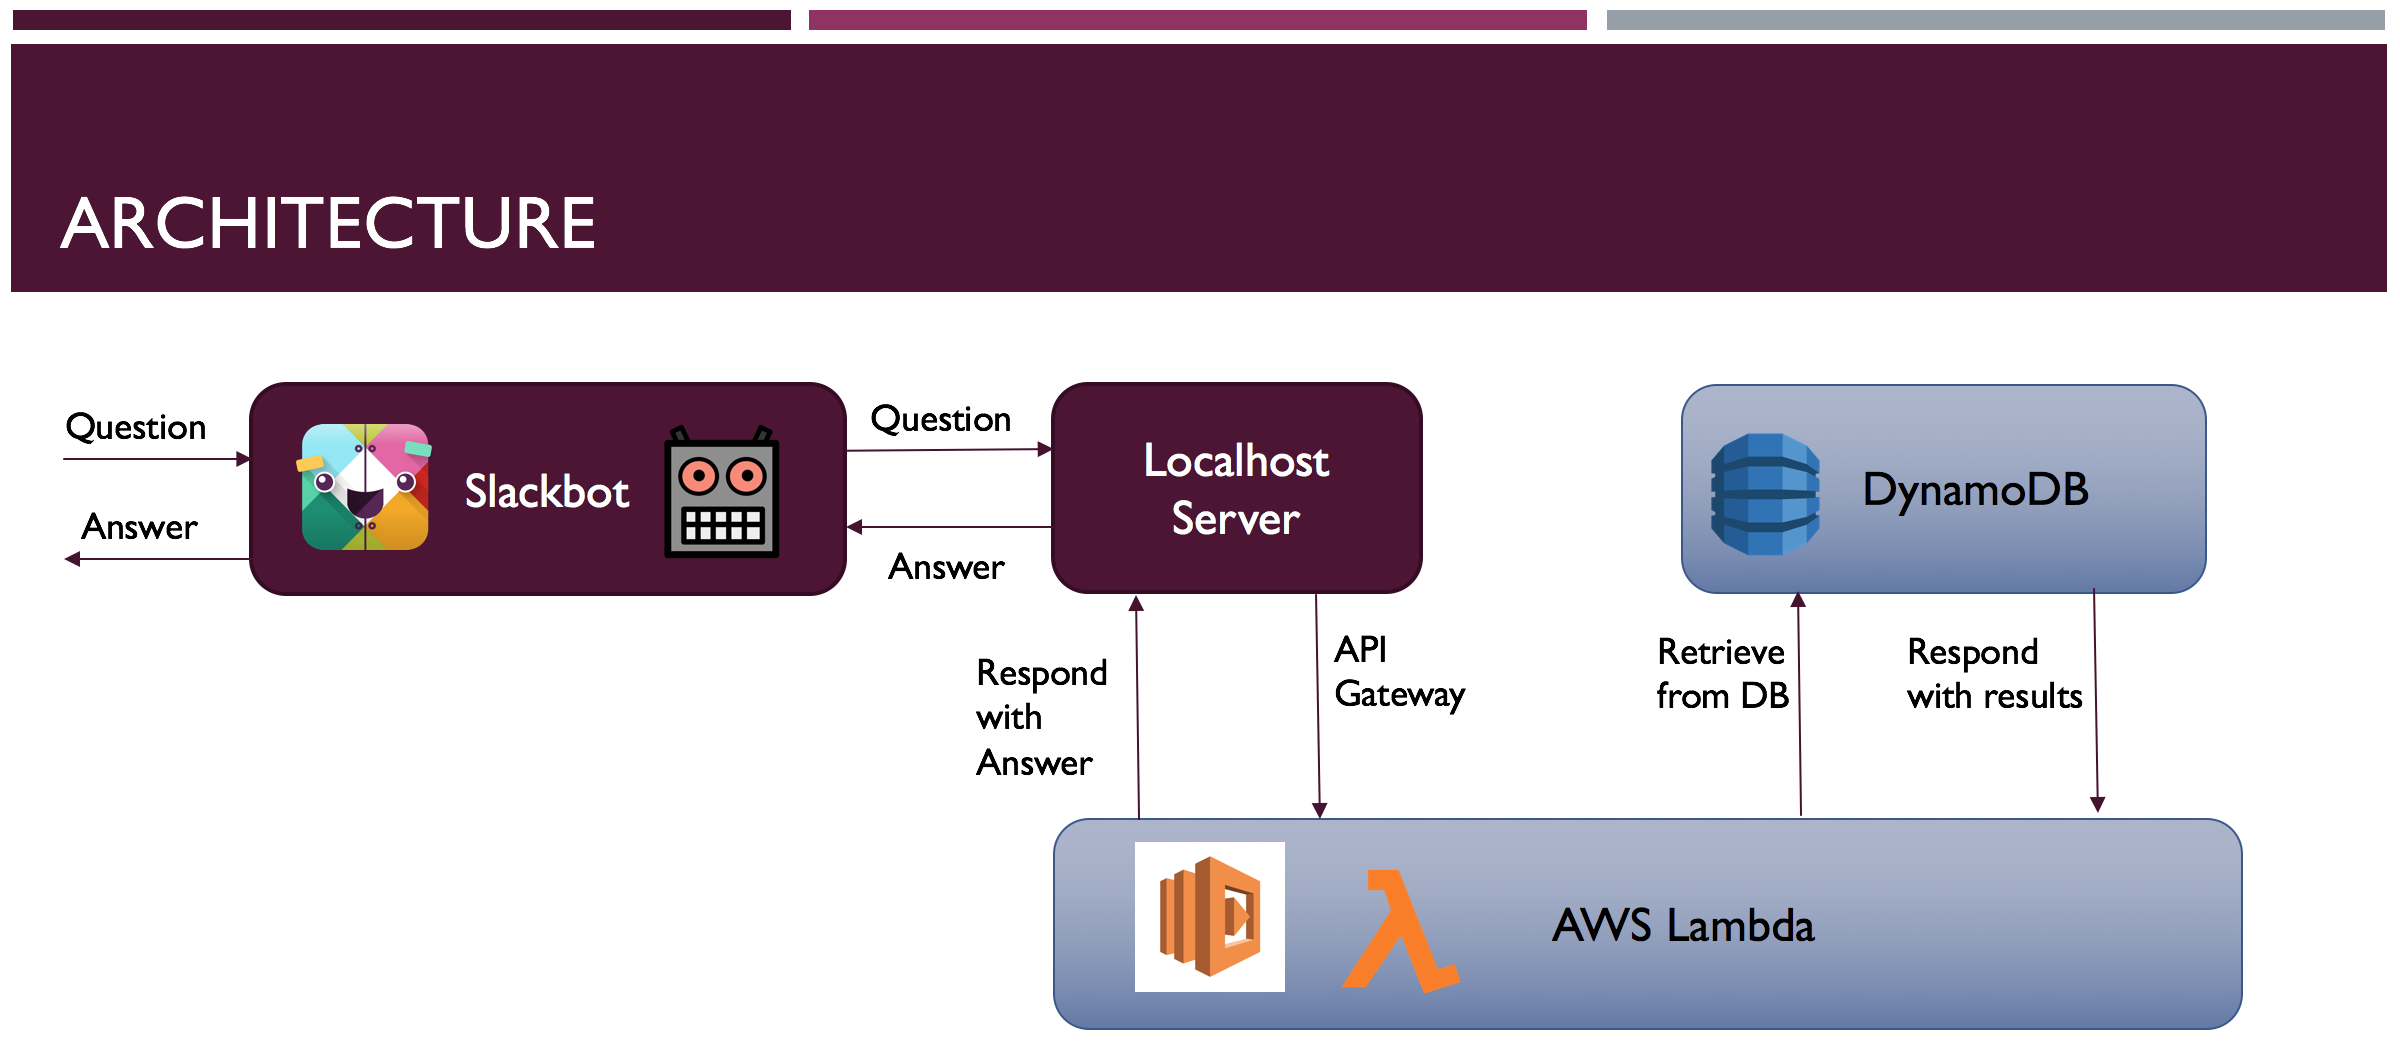 ARCHITECTURE
Question
Answer
Slackbot
Question
Answer
Localhost
Server
DynamoDB
Respond
with
Answer
API
Gateway
Retrieve
from DB
Respond
with results
AWS Lambda